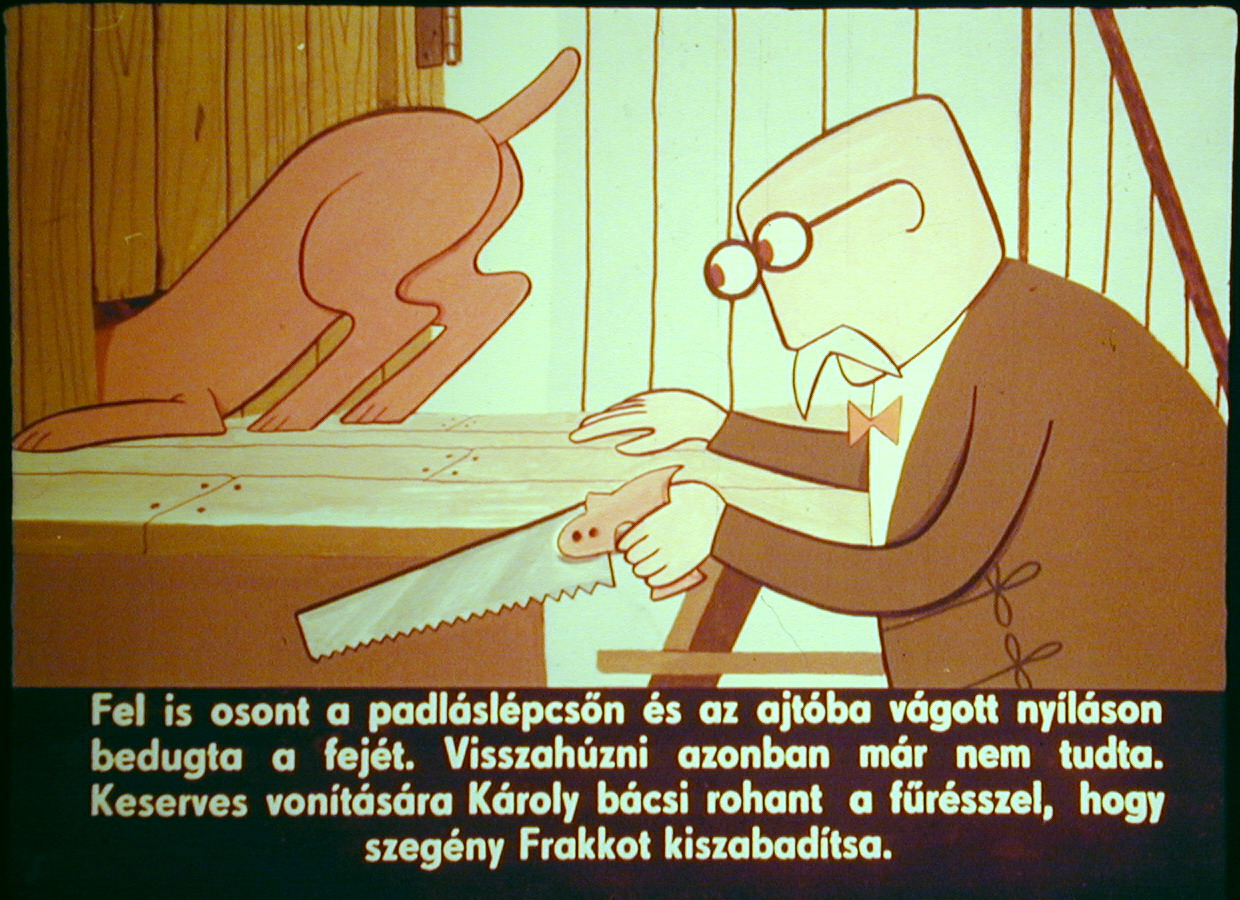 Fel is osont a padláslépcsőn és az ajtóba vágott nyíláson
bedugta a fejét. Visszahúzni azonban már nem tudta.
Keserves vonítására Károly bácsi rohant a fűrésszel, hogy
szegény Frakkot kiszabadítsa.